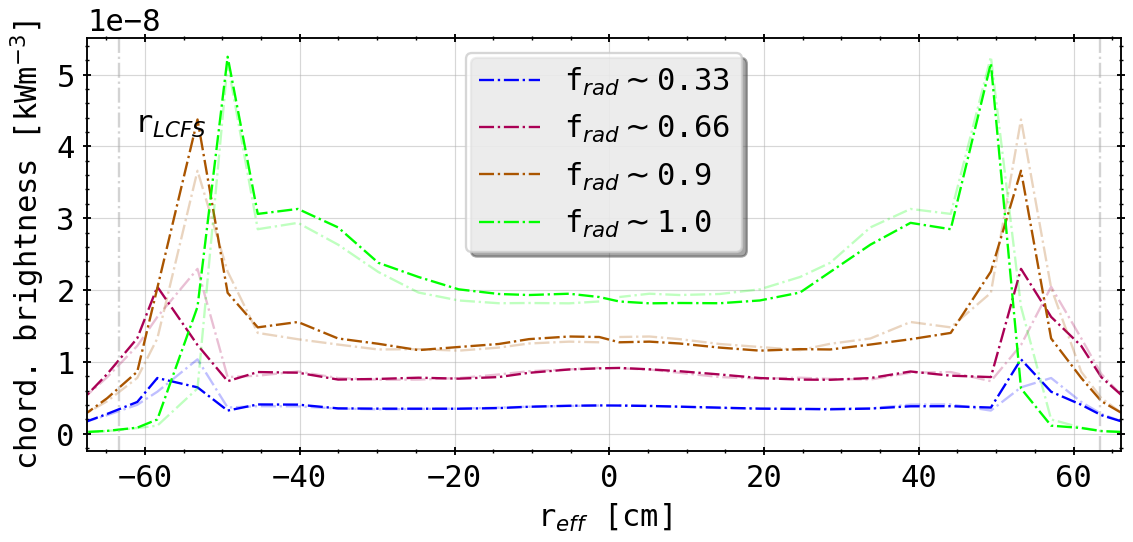 1e−8
chord. brightness [kWm⁻³]
5
4
3
2
1
0
r_LCFS
f_rad ~ 0.33
f_rad ~ 0.66
f_rad ~ 0.9
f_rad ~ 1.0
−60 −40 −20 0 20 40 60
r_eff [cm]